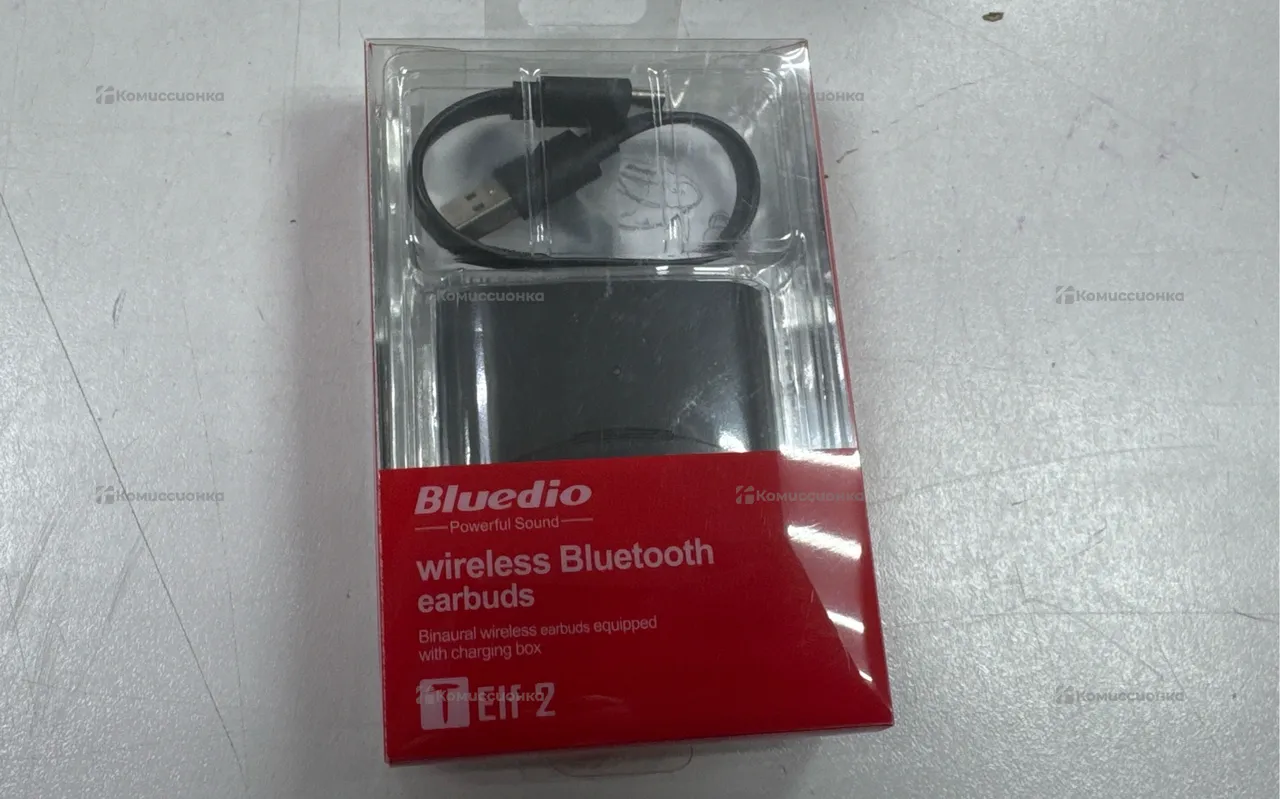 Комиссионка
Комиссионка
Комиссионка
Комиссионка
Bluedio
Powerful Sound
Комиссионка
Комиссионка
wireless Bluetooth
earbuds
Binaural wireless earbuds equipped
with charging box
T Elf 2
Комиссионка
Комиссионка